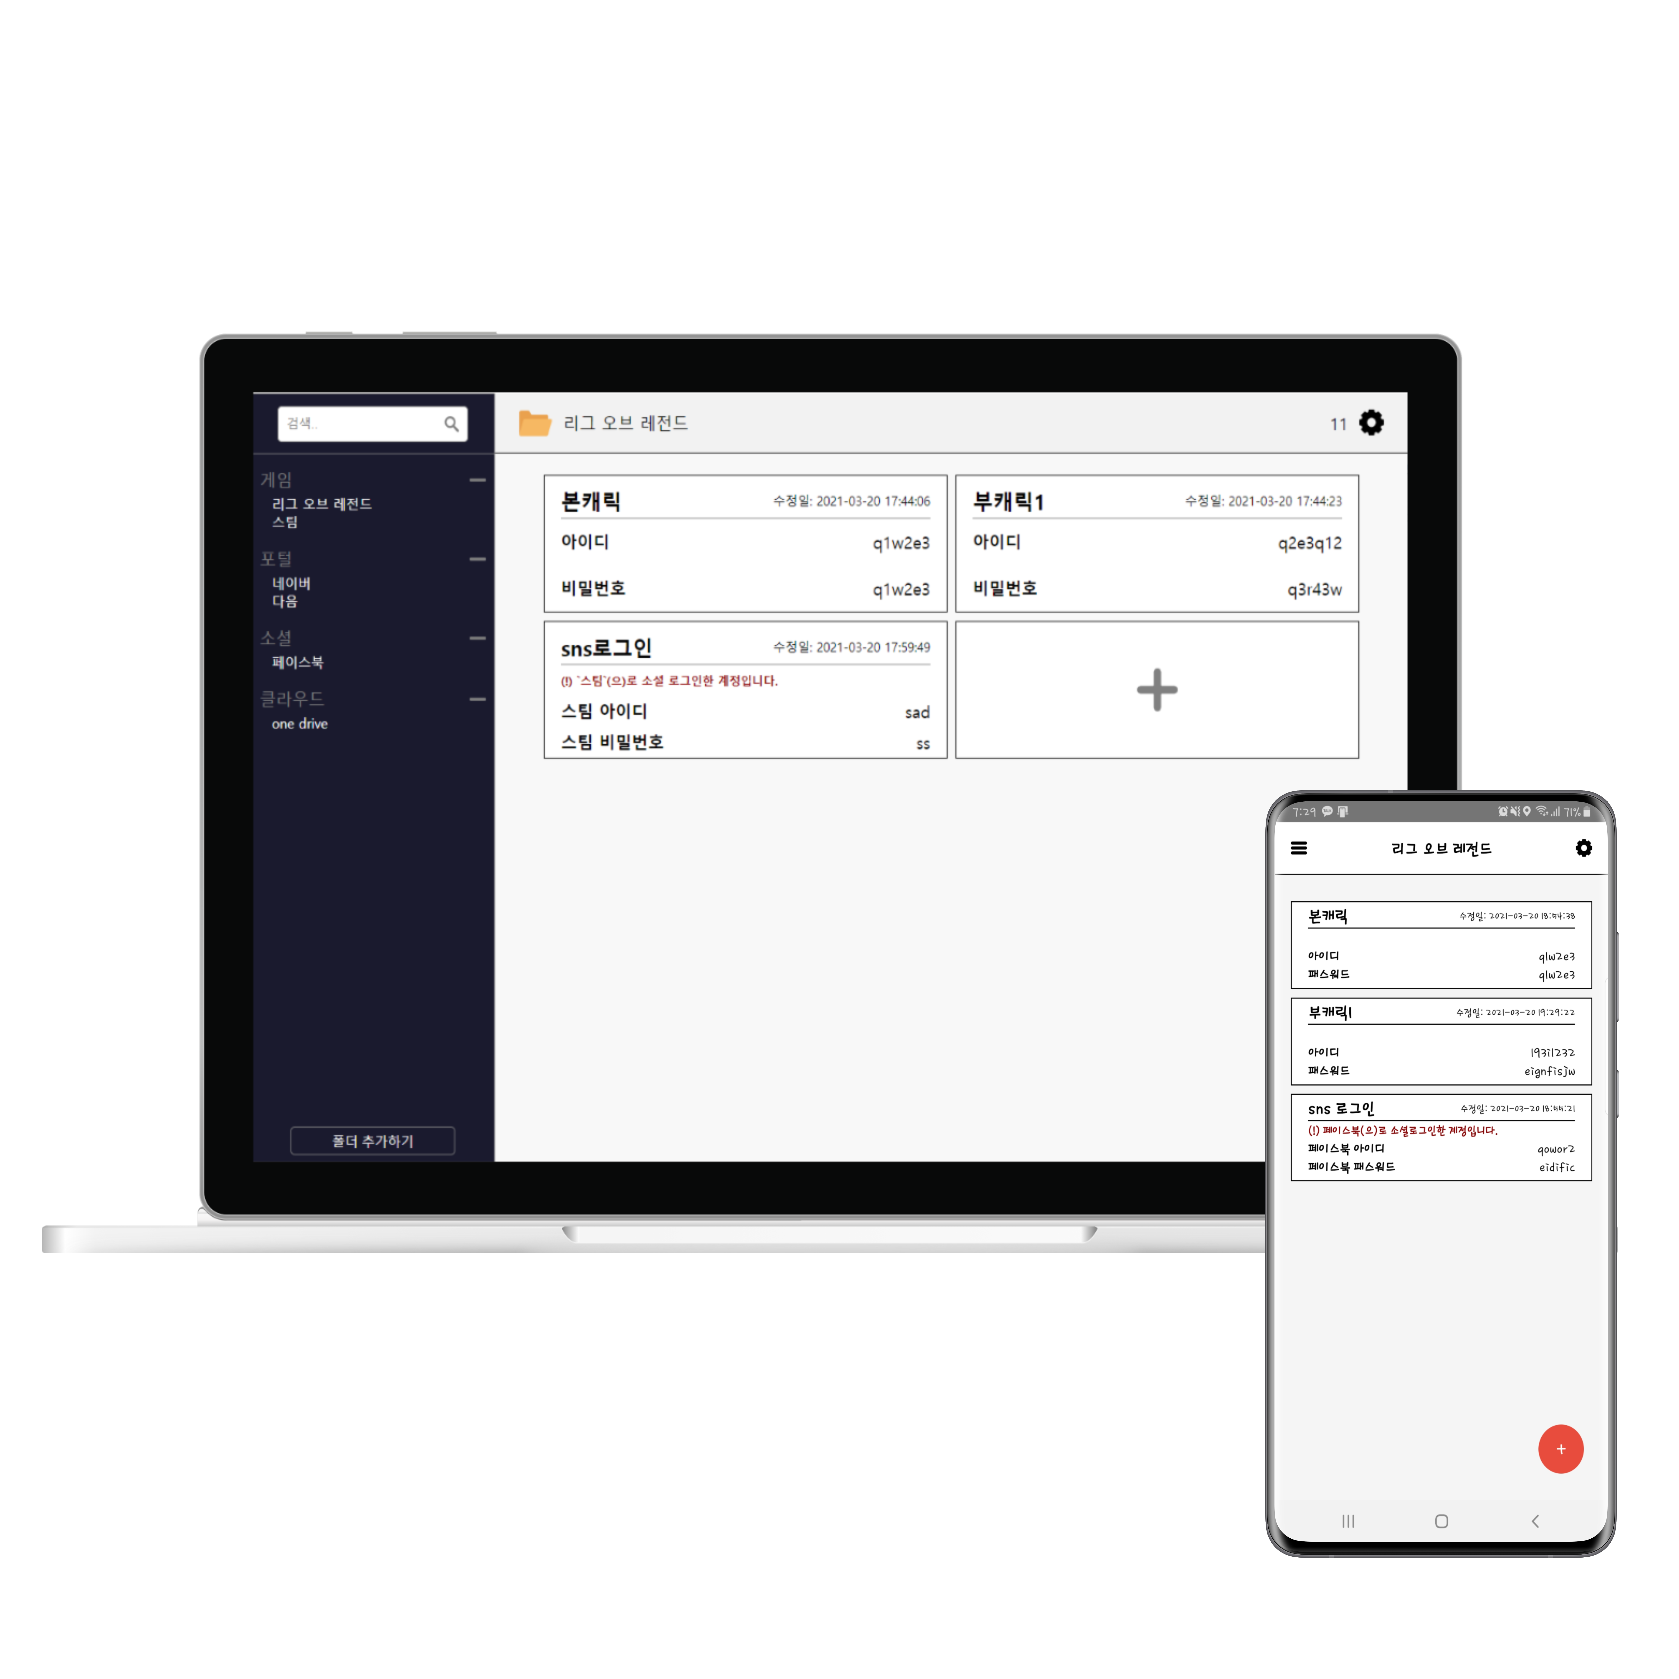 검색..
게임
리그 오브 레전드
스팀
포털
네이버
다음
소셜
페이스북
클라우드
one drive
폴더 추가하기
리그 오브 레전드
11
본캐릭 수정일: 2021-03-20 17:44:06
아이디 q1w2e3
비밀번호 q1w2e3
부캐릭1 수정일: 2021-03-20 17:44:23
아이디 q2e3q12
비밀번호 q3r43w
sns로그인 수정일: 2021-03-20 17:59:49
(!) `스팀`(으)로 소셜 로그인한 계정입니다.
스팀 아이디 sad
스팀 비밀번호 ss
7:29 71%
리그 오브 레전드
본캐릭 수정일: 2021-03-20 18:44:38
아이디 q1w2e3
패스워드 q1w2e3
부캐릭1 수정일: 2021-03-20 19:29:22
아이디 193i1232
패스워드 eignfisjw
sns 로그인 수정일: 2021-03-20 18:44:21
(!) 페이스북(으)로 소셜로그인한 계정입니다.
페이스북 아이디 qowor2
페이스북 패스워드 eidific